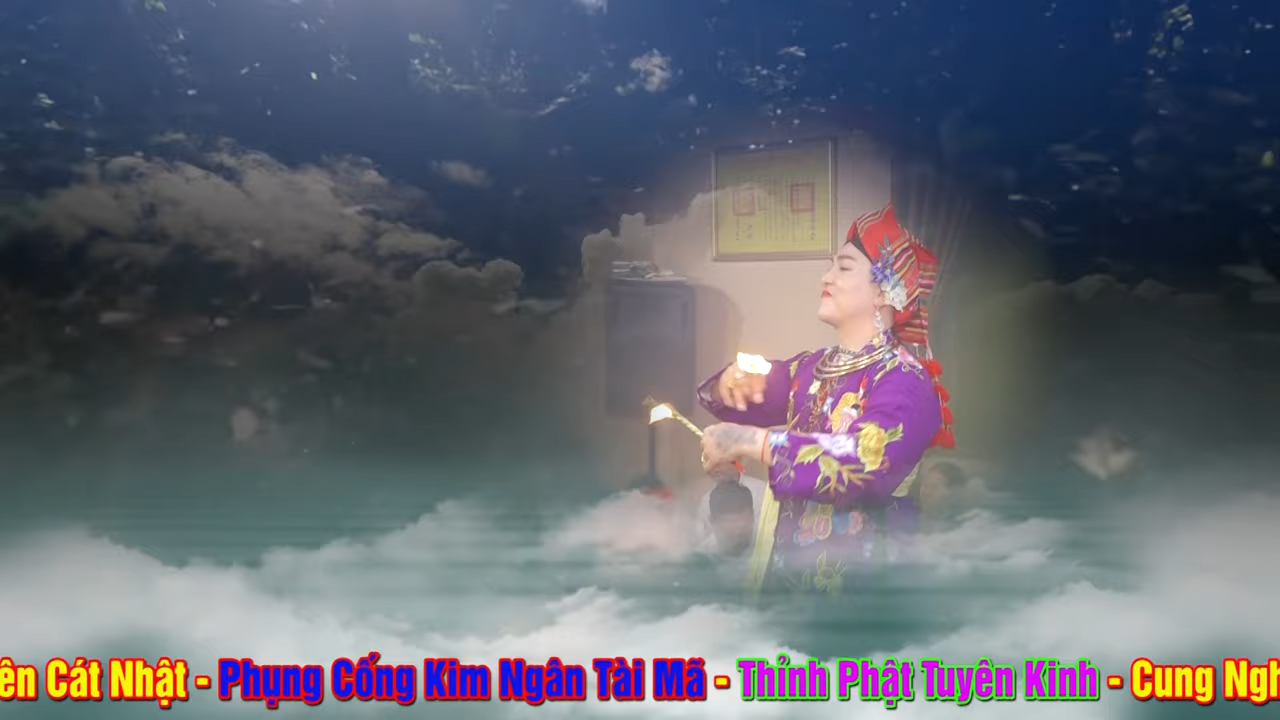 ên Cát Nhật - Phụng Cống Kim Ngân Tài Mã - Thỉnh Phật Tuyên Kinh - Cung Ngh